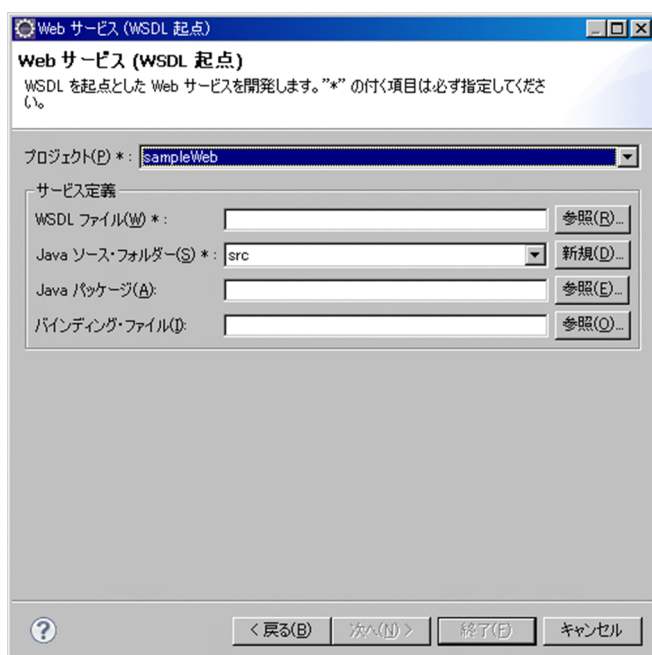 Web サービス (WSDL 起点)
Web サービス (WSDL 起点)
WSDL を起点とした Web サービスを開発します。"*" の付く項目は必ず指定してくださ
い。
プロジェクト(P) * : sampleWeb
サービス定義
WSDL ファイル(W) * : 参照(R)...
Java ソース・フォルダー(S) * : src 新規(D)...
Java パッケージ(A): 参照(E)...
バインディング・ファイル(I): 参照(O)...
? < 戻る(B) 次へ(N) > 終了(F) キャンセル